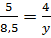 5/8,5 = 4/y